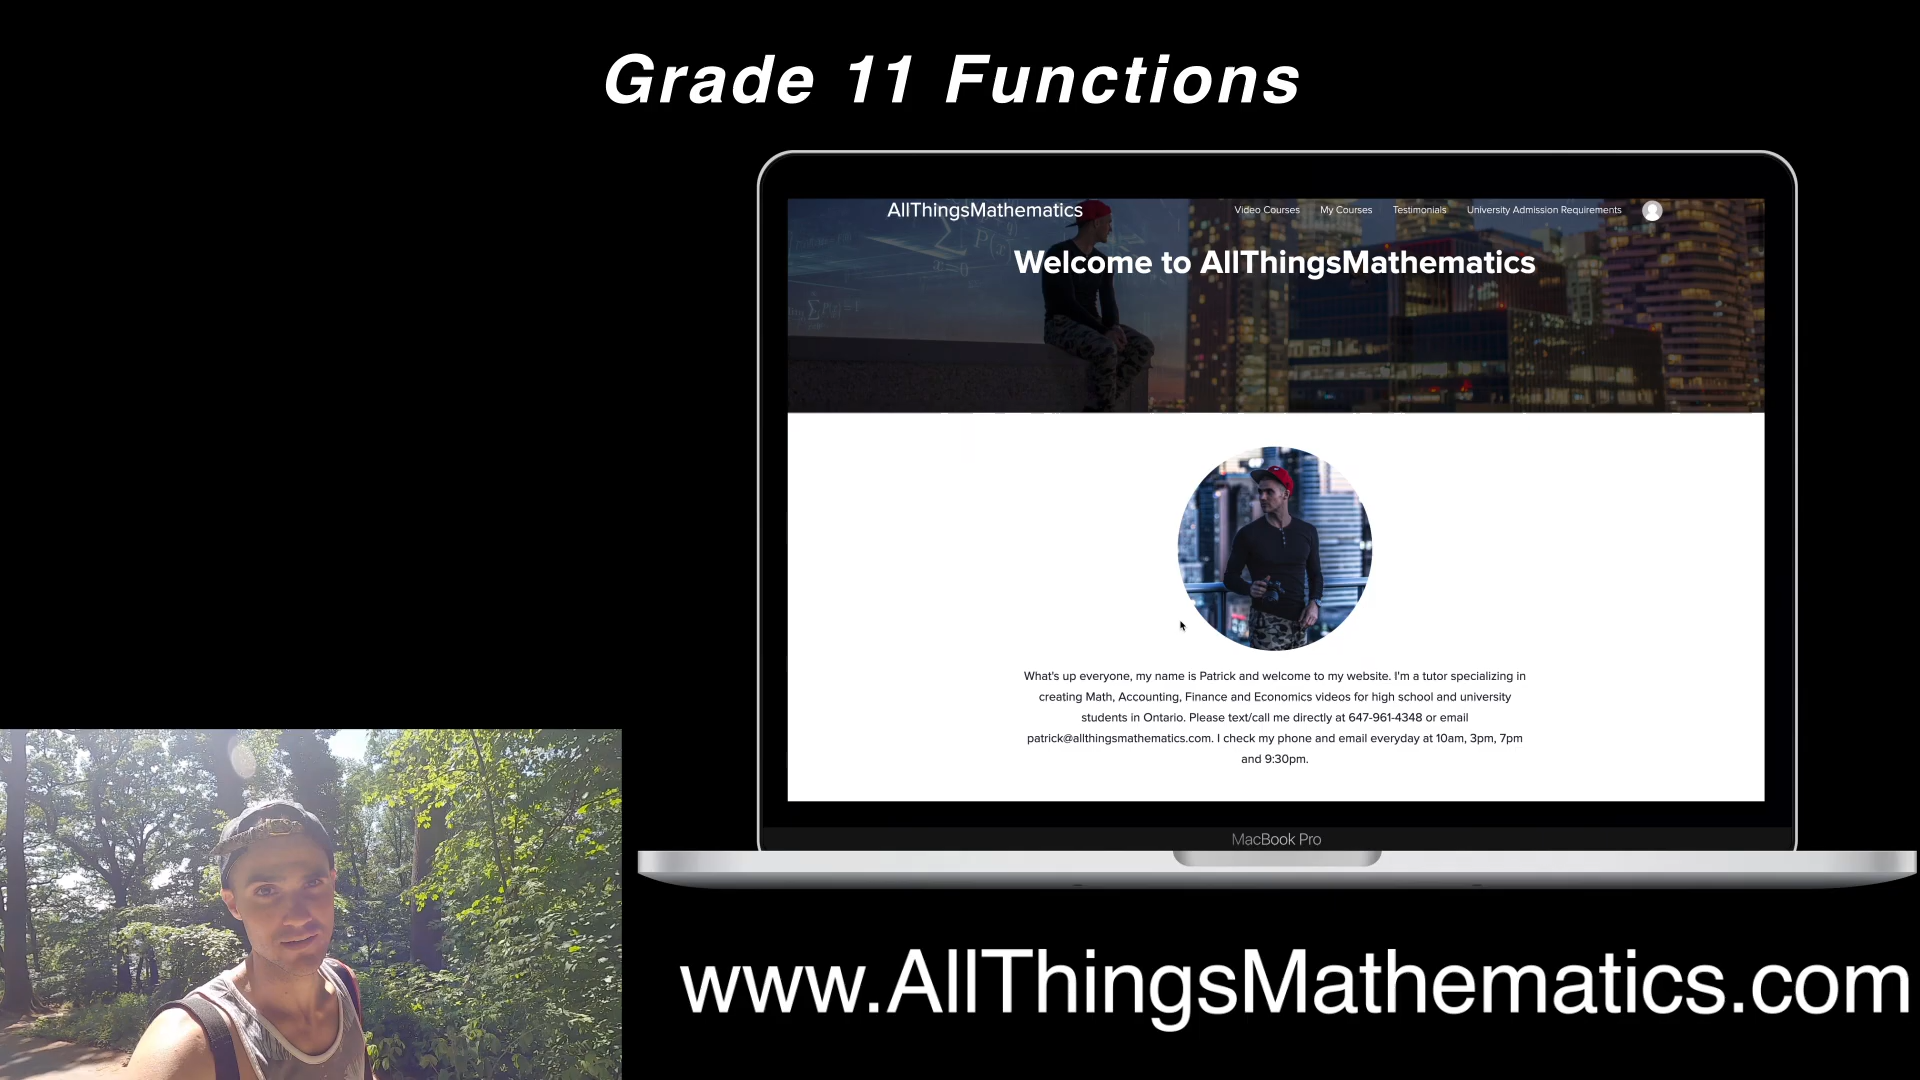 Grade 11 Functions
AllThingsMathematics
Video Courses My Courses Testimonials University Admission Requirements
Welcome to AllThingsMathematics
What's up everyone, my name is Patrick and welcome to my website. I'm a tutor specializing in
creating Math, Accounting, Finance and Economics videos for high school and university
students in Ontario. Please text/call me directly at 647-961-4348 or email
patrick@allthingsmathematics.com. I check my phone and email everyday at 10am, 3pm, 7pm
and 9:30pm.
MacBook Pro
www.AllThingsMathematics.com